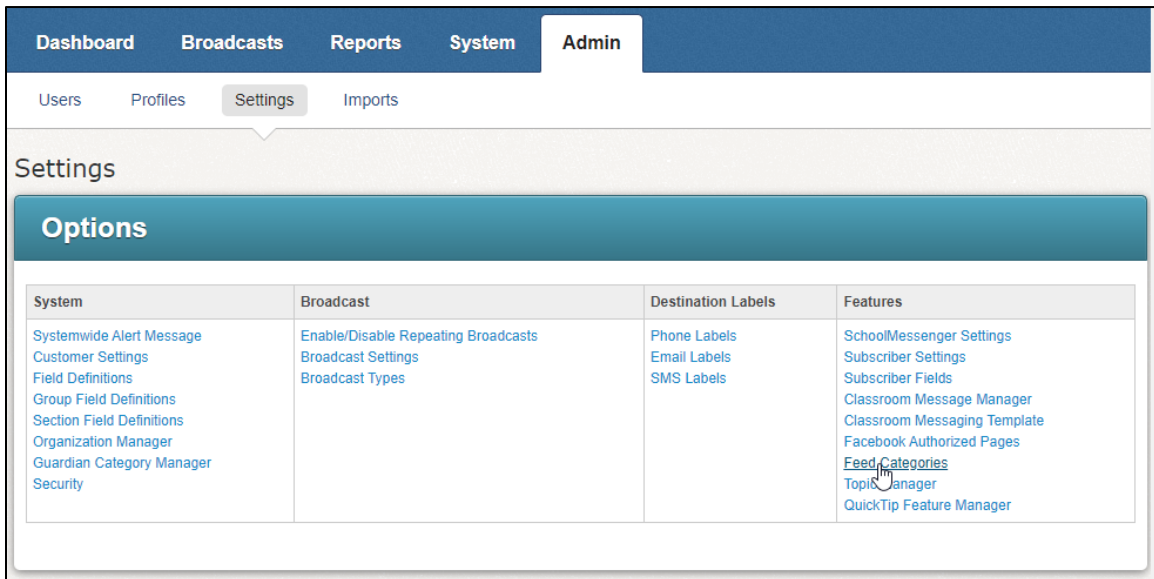 Dashboard Broadcasts Reports System Admin
Users Profiles Settings Imports
Settings
Options
System Broadcast Destination Labels Features
Systemwide Alert Message Enable/Disable Repeating Broadcasts Phone Labels SchoolMessenger Settings
Customer Settings Broadcast Settings Email Labels Subscriber Settings
Field Definitions Broadcast Types SMS Labels Subscriber Fields
Group Field Definitions Classroom Message Manager
Section Field Definitions Classroom Messaging Template
Organization Manager Facebook Authorized Pages
Guardian Category Manager Feed Categories
Security Topic Manager
QuickTip Feature Manager